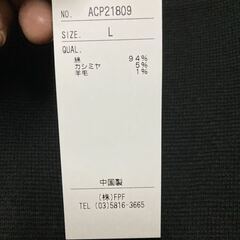 NO. ACP21809
SIZE. L
QUAL.
綿 94%
カシミヤ 5%
羊毛 1%
中国製
(株)FPF
TEL (03)5816-3665